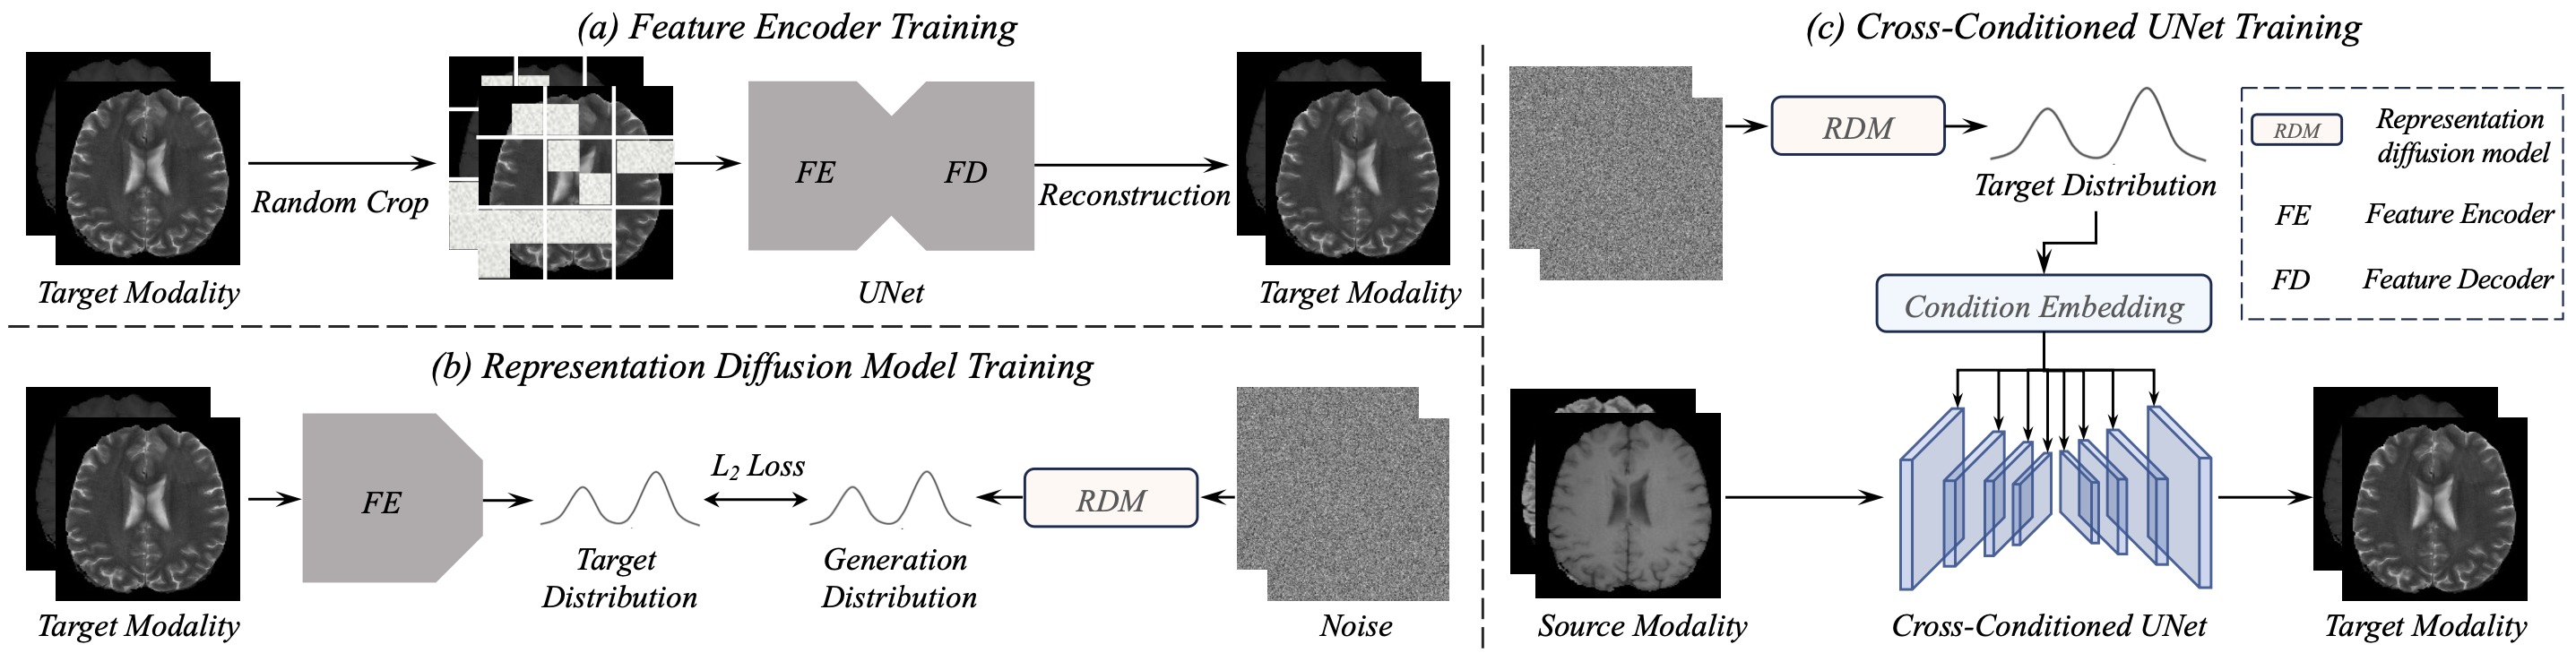 (a) Feature Encoder Training
Random Crop
FE
FD
Reconstruction
Target Modality
UNet
Target Modality
(b) Representation Diffusion Model Training
FE
L2 Loss
RDM
Target
Distribution
Generation
Distribution
Target Modality
Noise
(c) Cross-Conditioned UNet Training
RDM
Target Distribution
Condition Embedding
RDM
Representation
diffusion model
FE
Feature Encoder
FD
Feature Decoder
Source Modality
Cross-Conditioned UNet
Target Modality